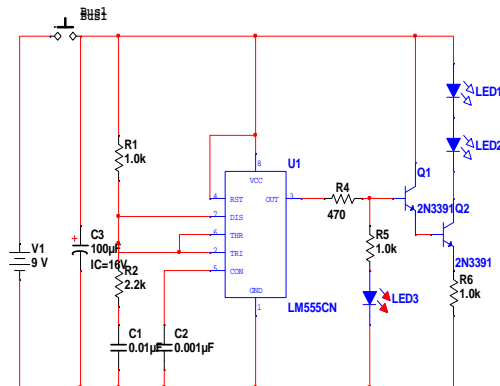 Bus1
Bus1
LED1
R1
1.0k
LED2
U1
8
VCC
Q1
4
RST
OUT
3
R4
470
2N3391
Q2
7
DIS
C3
100µF
IC=16V
6
THR
R5
1.0k
V1
9 V
2
TRI
2N3391
R2
2.2k
5
CON
R6
1.0k
GND
LED3
1
LM555CN
C1
0.01µF
C2
0.001µF